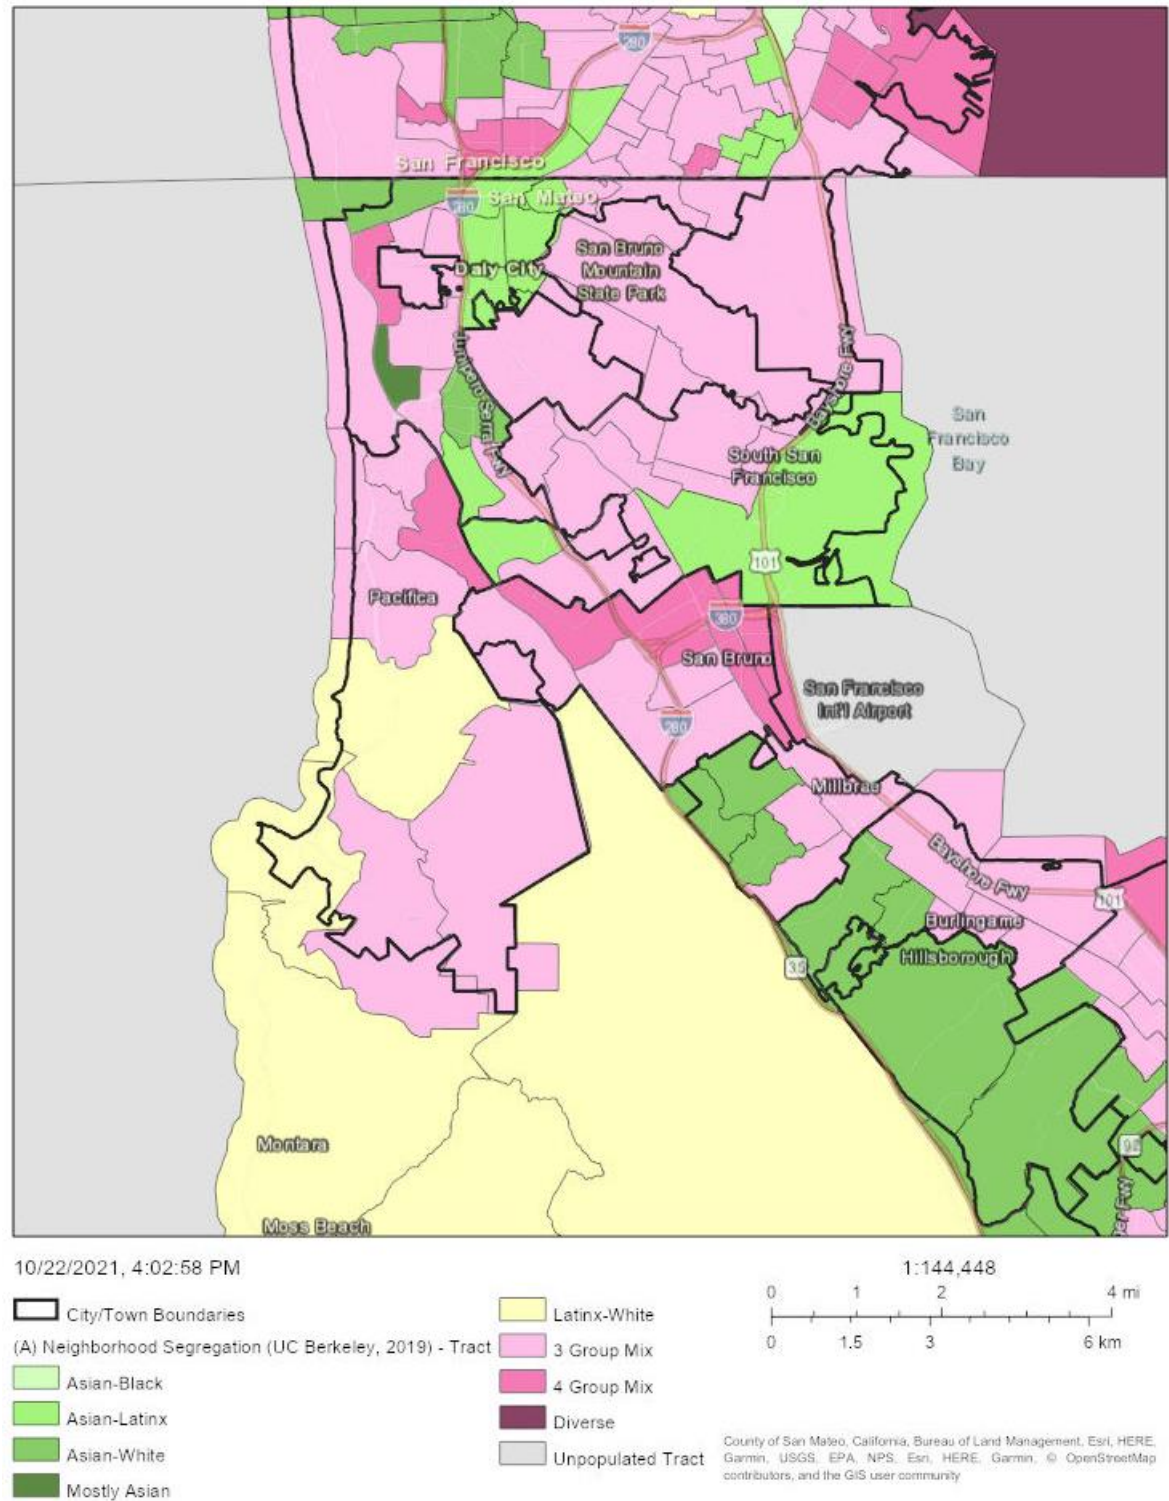 280
San Francisco
280
San Mateo
Daly City
San Bruno
Mountain
State Park
Junipero Serra Fwy
Bayshore Fwy
San
Francisco
Bay
South San
Francisco
101
Pacifica
380
San Bruno
San Francisco
Int'l Airport
280
Millbrae
Bayshore Fwy
101
Burlingame
35
Hillsborough
Montara
92
Moss Beach
10/22/2021, 4:02:58 PM
1:144,448
0 1 2 4 mi
0 1.5 3 6 km
City/Town Boundaries
(A) Neighborhood Segregation (UC Berkeley, 2019) - Tract
Asian-Black
Asian-Latinx
Asian-White
Mostly Asian
Latinx-White
3 Group Mix
4 Group Mix
Diverse
Unpopulated Tract
County of San Mateo, California, Bureau of Land Management, Esri, HERE,
Garmin, USGS, EPA, NPS, Esri, HERE, Garmin, © OpenStreetMap
contributors, and the GIS user community